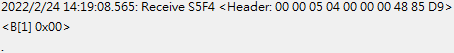 2022/2/24 14:19:08.565: Receive S5F4 <Header: 00 00 05 04 00 00 00 48 85 D9>
<B[1] 0x00>
.